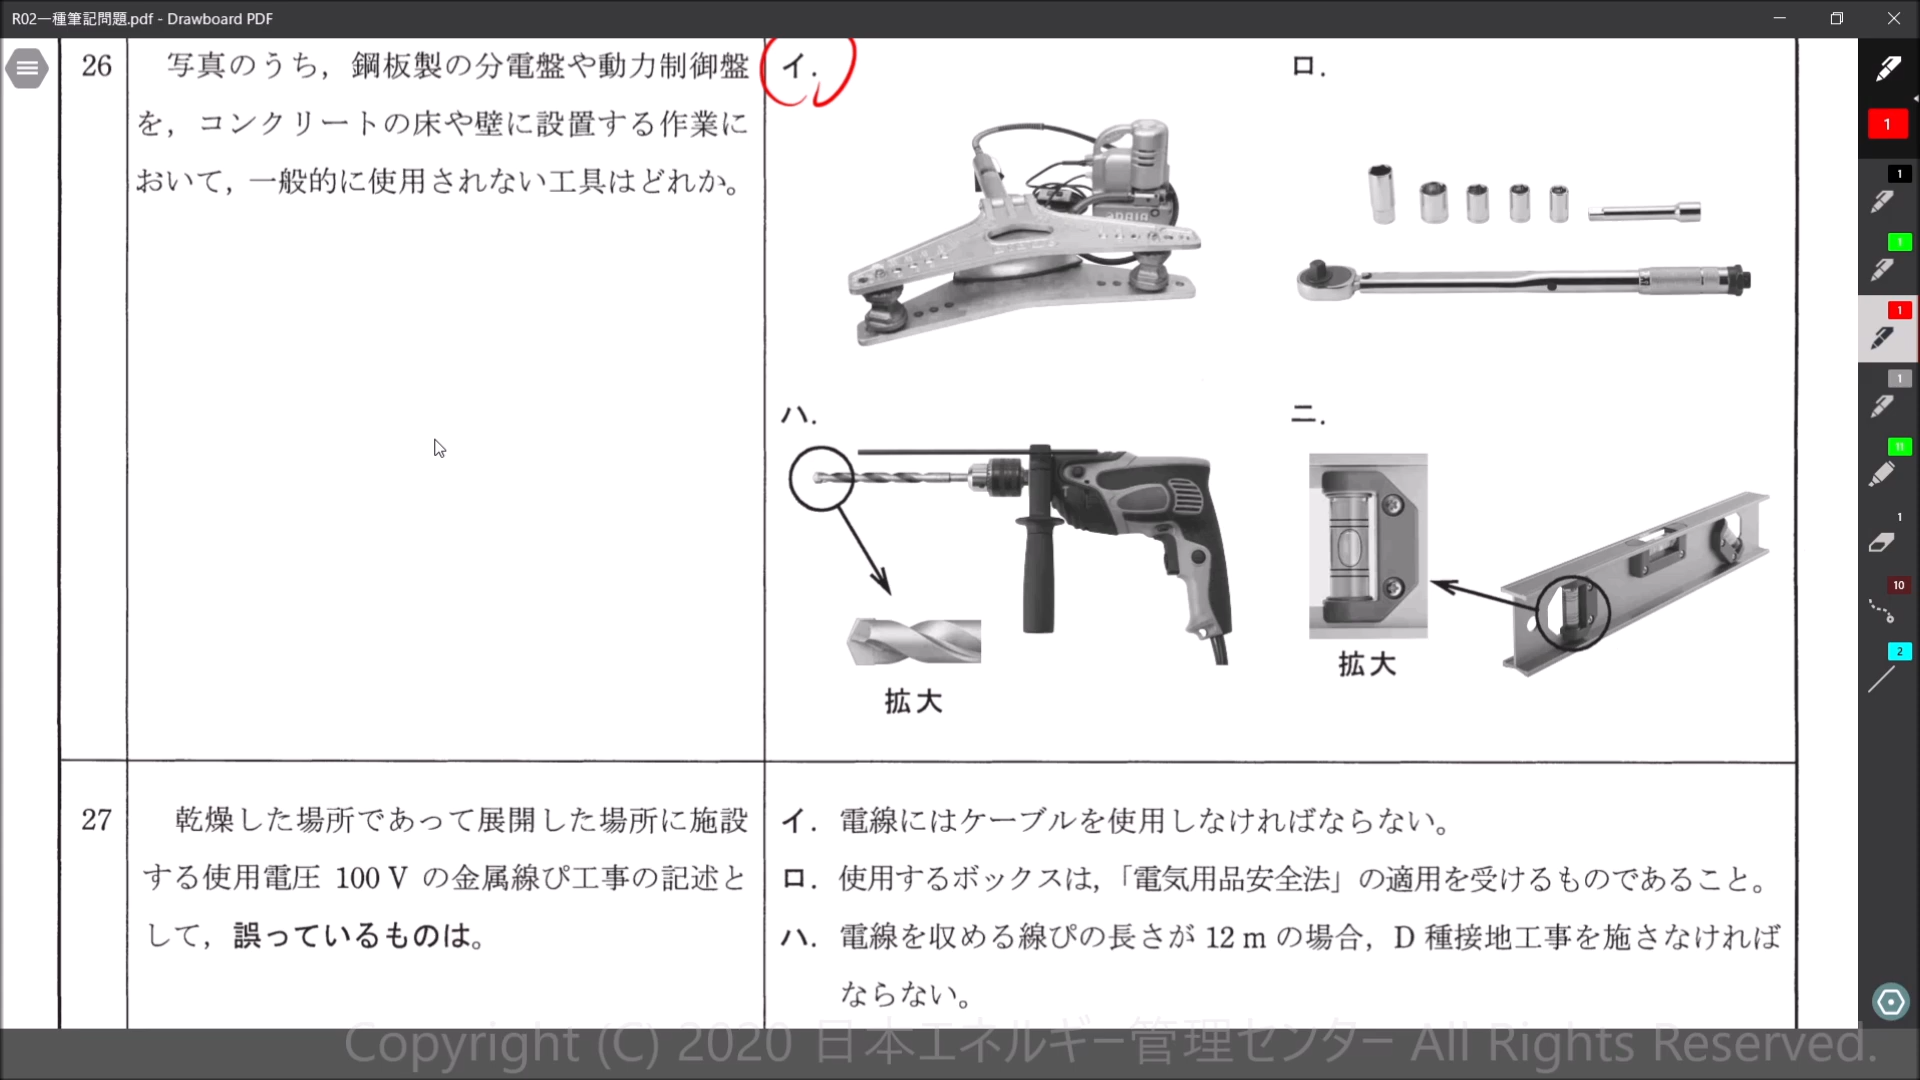 R02一種筆記問題.pdf - Drawboard PDF
26
写真のうち，鋼板製の分電盤や動力制御盤
を，コンクリートの床や壁に設置する作業に
おいて，一般的に使用されない工具はどれか。
イ．
ロ．
ハ．
拡大
ニ．
拡大
27
乾燥した場所であって展開した場所に施設
する使用電圧 100 V の金属線ぴ工事の記述と
して，誤っているものは。
イ．電線にはケーブルを使用しなければならない。
ロ．使用するボックスは，「電気用品安全法」の適用を受けるものであること。
ハ．電線を収める線ぴの長さが 12 m の場合，D 種接地工事を施さなければ
ならない。
1
1
1
1
1
11
1
10
2
Copyright (C) 2020 日本エネルギー管理センター All Rights Reserved.